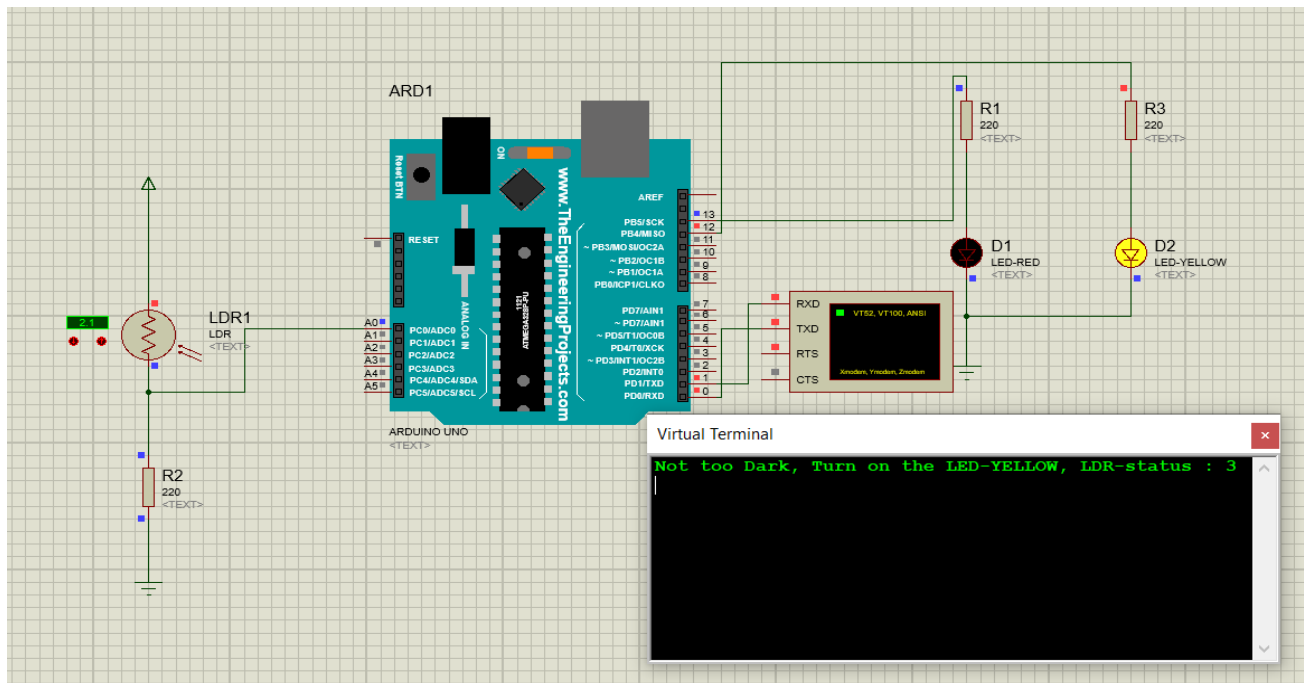 ARD1
Reset BTN
ON
www.TheEngineeringProjects.com
RESET
AREF
PB5/SCK
PB4/MISO
~ PB3/MOSI/OC2A
~ PB2/OC1B
~ PB1/OC1A
PB0/ICP1/CLKO
13
12
11
10
9
8
PD7/AIN1
~ PD7/AIN1
~ PD5/T1/OC0B
PD4/T0/XCK
~ PD3/INT1/OC2B
PD2/INT0
PD1/TXD
PD0/RXD
7
6
5
4
3
2
1
0
ANALOG IN
1121
ATMEGA328P-PU
A0
A1
A2
A3
A4
A5
PC0/ADC0
PC1/ADC1
PC2/ADC2
PC3/ADC3
PC4/ADC4/SDA
PC5/ADC5/SCL
ARDUINO UNO
<TEXT>
2.1
LDR1
LDR
<TEXT>
R2
220
<TEXT>
R1
220
<TEXT>
R3
220
<TEXT>
D1
LED-RED
<TEXT>
D2
LED-YELLOW
<TEXT>
RXD
TXD
RTS
CTS
VT52, VT100, ANSI
Xmodem, Ymodem, Zmodem
Virtual Terminal
Not too Dark, Turn on the LED-YELLOW, LDR-status : 3